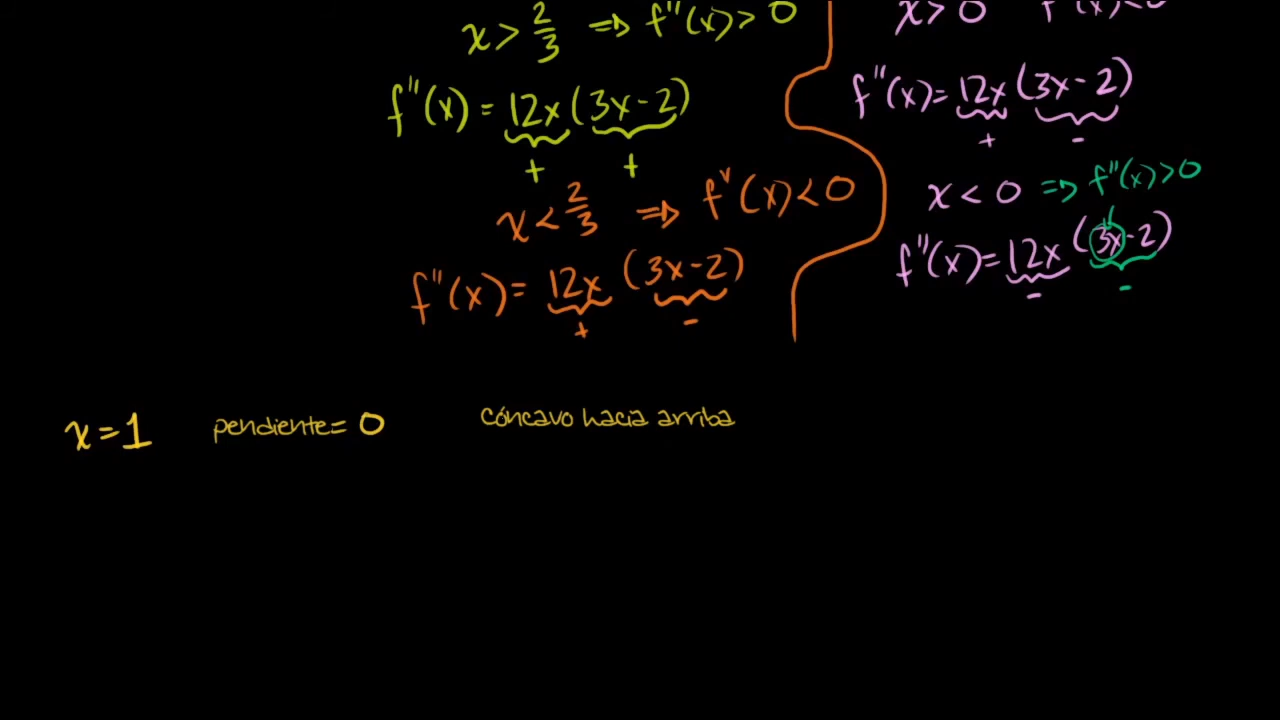 x > 2/3 ⇒ f''(x) > 0
f''(x) = 12x (3x - 2)
+ +
x < 2/3 ⇒ f''(x) < 0
f''(x) = 12x (3x - 2)
+ -
x > 0 f''(x) < 0
f''(x) = 12x (3x - 2)
+ -
x < 0 ⇒ f''(x) > 0
f''(x) = 12x (3x - 2)
- -
x = 1 pendiente = 0 cóncavo hacia arriba